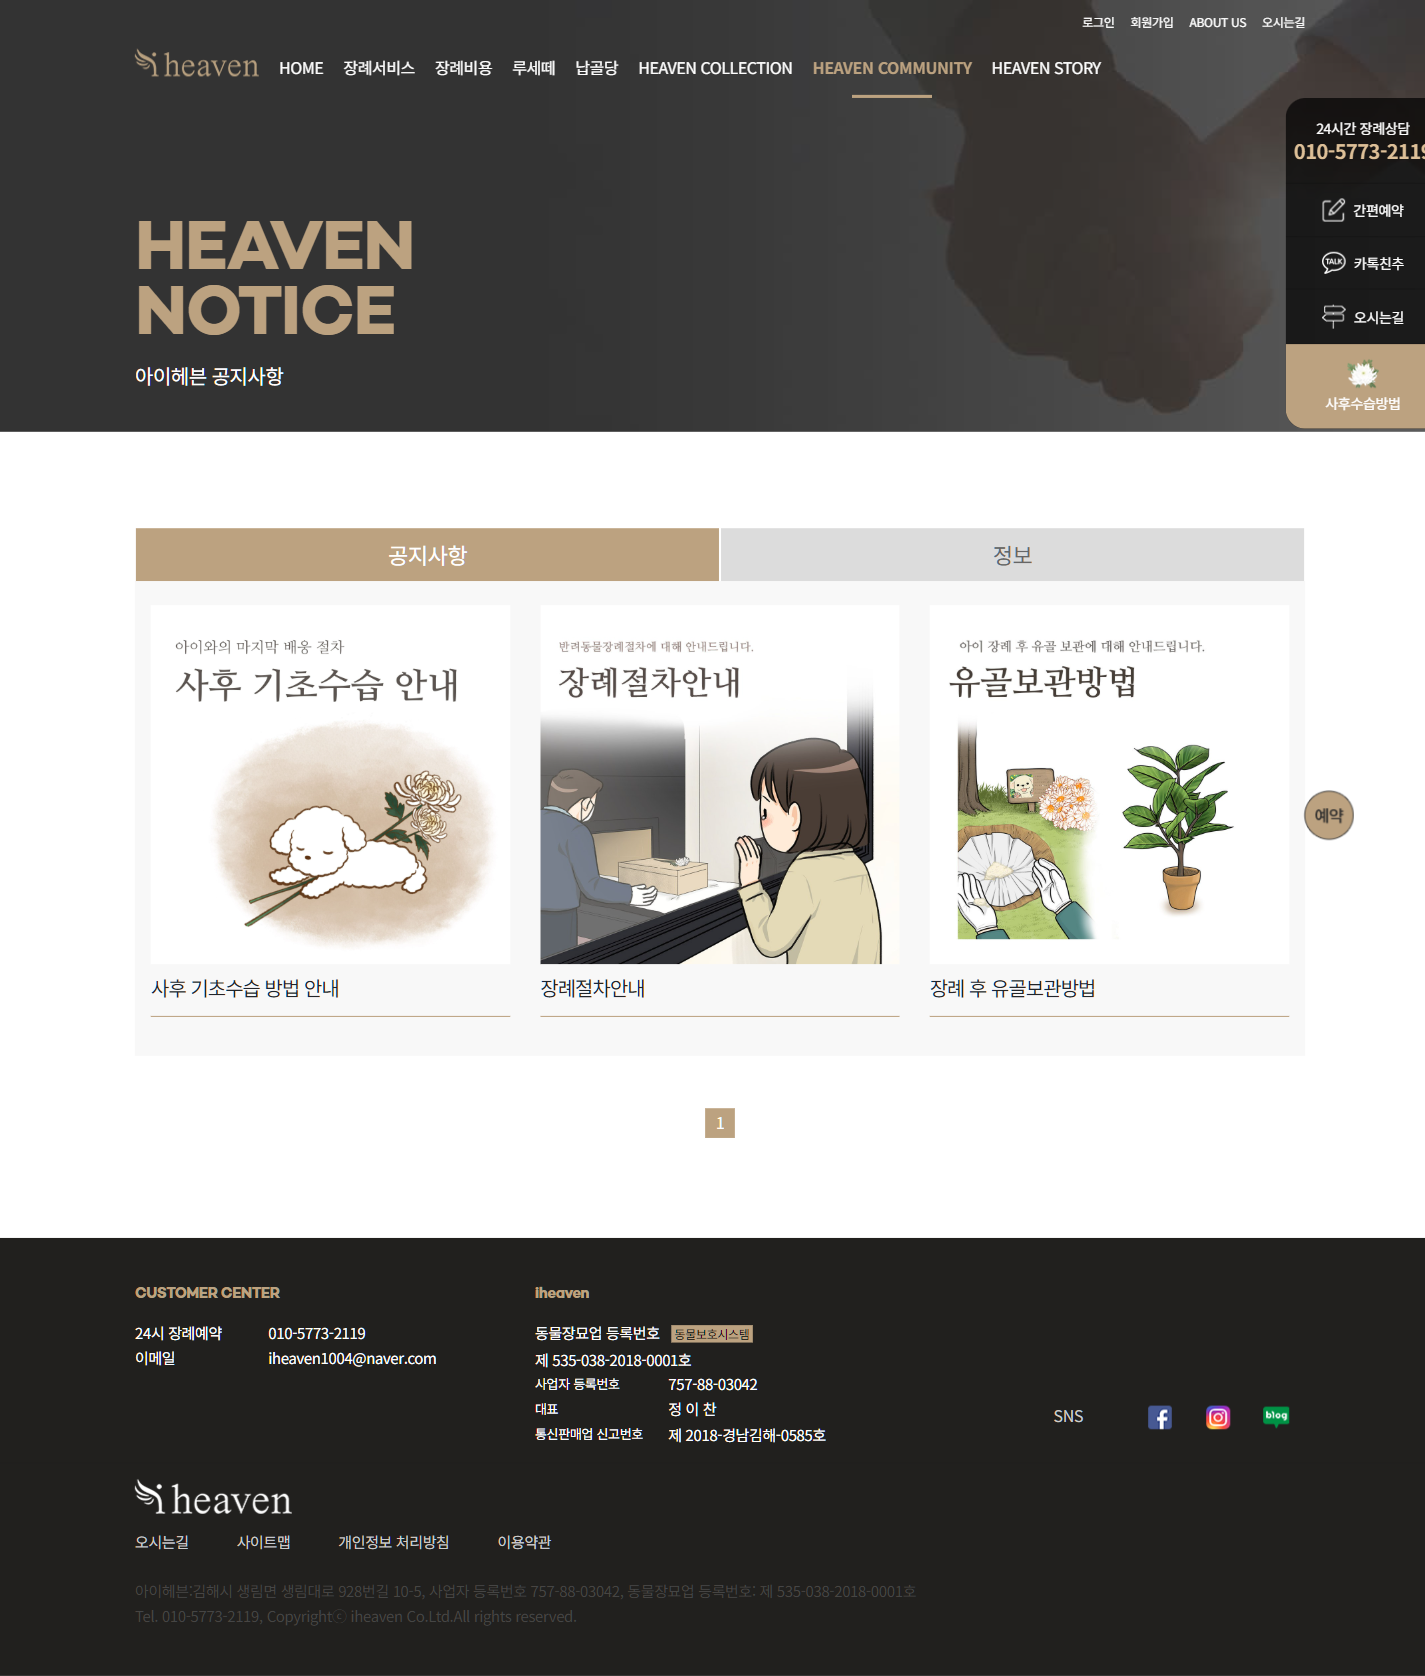 로그인 회원가입 ABOUT US 오시는길
iheaven HOME 장례서비스 장례비용 루세떼 납골당 HEAVEN COLLECTION HEAVEN COMMUNITY HEAVEN STORY
24시간 장례상담
010-5773-2119
간편예약
TALK 카톡친추
오시는길
사후수습방법
HEAVEN
NOTICE
아이헤븐 공지사항
공지사항 정보
아이와의 마지막 배웅 절차
사후 기초수습 안내
반려동물장례절차에 대해 안내드립니다.
장례절차안내
아이 장례 후 유골 보관에 대해 안내드립니다.
유골보관방법
예약
사후 기초수습 방법 안내
장례절차안내
장례 후 유골보관방법
1
CUSTOMER CENTER
24시 장례예약 010-5773-2119
이메일 iheaven1004@naver.com
iheaven
동물장묘업 등록번호 동물보호시스템
제 535-038-2018-0001호
사업자 등록번호 757-88-03042
대표 정 이 찬
통신판매업 신고번호 제 2018-경남김해-0585호
SNS blog
iheaven
오시는길 사이트맵 개인정보 처리방침 이용약관
아이헤븐:김해시 생림면 생림대로 928번길 10-5, 사업자 등록번호 757-88-03042, 동물장묘업 등록번호: 제 535-038-2018-0001호
Tel. 010-5773-2119, Copyrightⓒ iheaven Co.Ltd.All rights reserved.